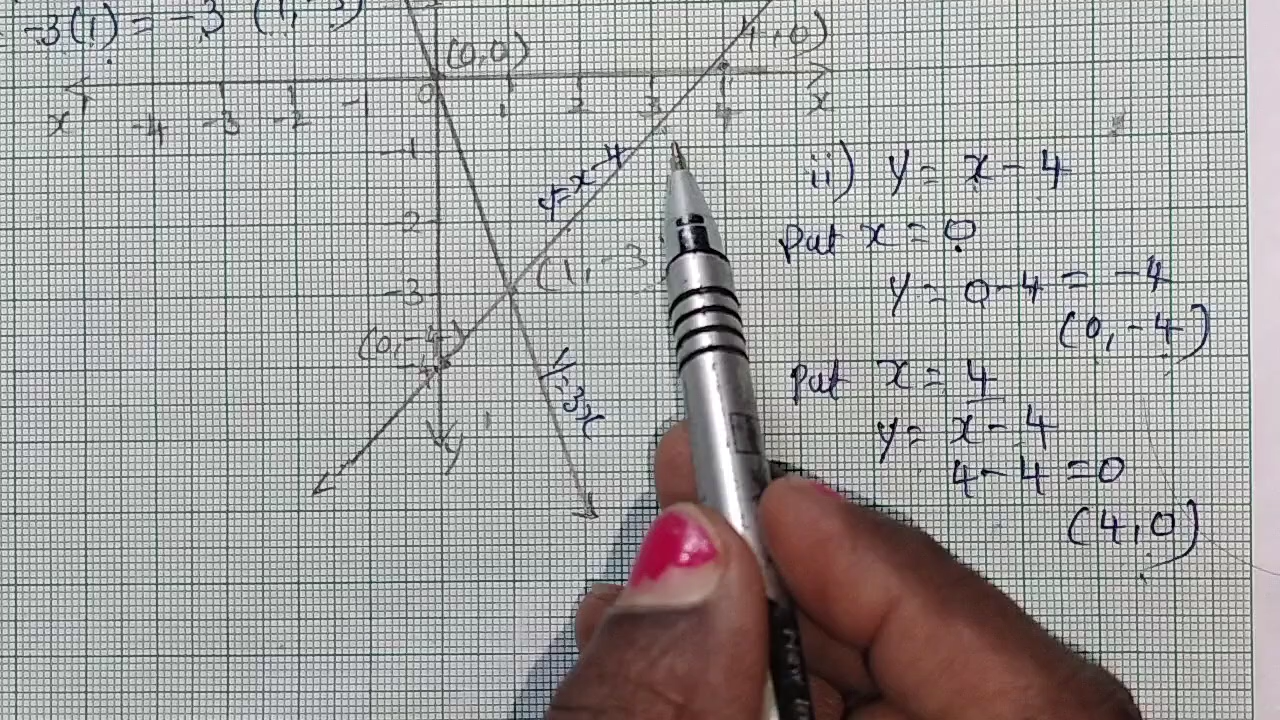 -3(1) = -3 (1, -3)
(0,0)
4,0)
x -4 -3 -2 -1 0 1 2 3 4 x
-1
y = x - 4
-2
(1, -3
-3
(0, -4)
-4
y'
ii) y = x - 4
put x = 0
y = 0-4 = -4
(0, -4)
put x = 4
y = x - 4
4 - 4 = 0
(4, 0)